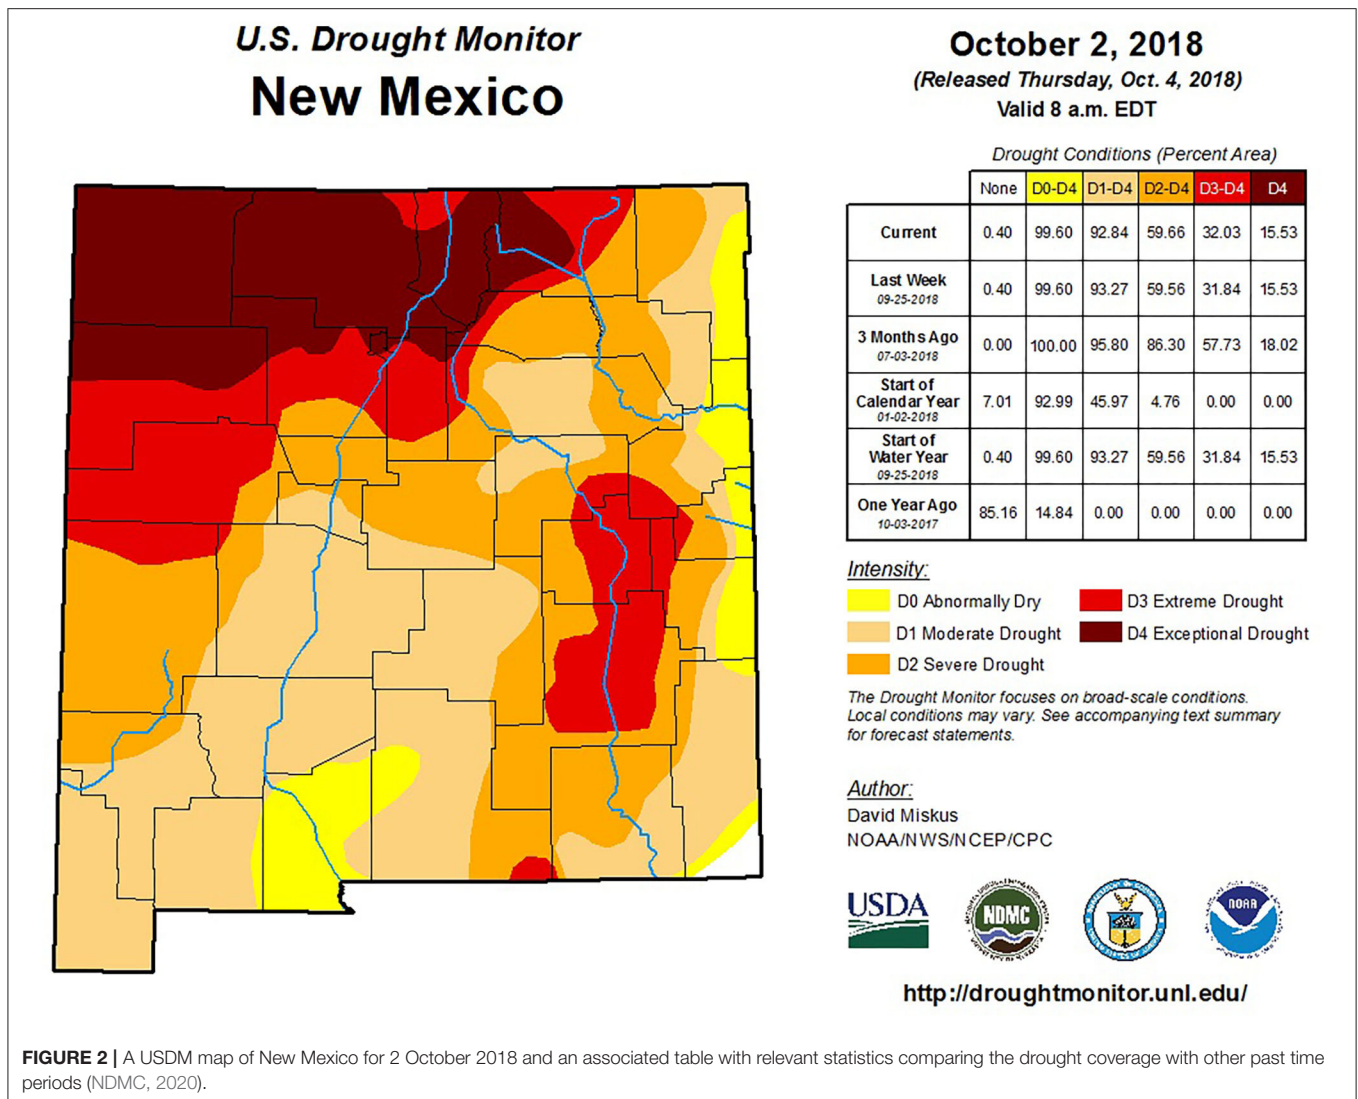 U.S. Drought Monitor
New Mexico
October 2, 2018
(Released Thursday, Oct. 4, 2018)
Valid 8 a.m. EDT
Drought Conditions (Percent Area)
None D0-D4 D1-D4 D2-D4 D3-D4 D4
Current 0.40 99.60 92.84 59.66 32.03 15.53
Last Week
09-25-2018
0.40 99.60 93.27 59.56 31.84 15.53
3 Months Ago
07-03-2018
0.00 100.00 95.80 86.30 57.73 18.02
Start of
Calendar Year
01-02-2018
7.01 92.99 45.97 4.76 0.00 0.00
Start of
Water Year
09-25-2018
0.40 99.60 93.27 59.56 31.84 15.53
One Year Ago
10-03-2017
85.16 14.84 0.00 0.00 0.00 0.00
Intensity:
D0 Abnormally Dry
D1 Moderate Drought
D2 Severe Drought
D3 Extreme Drought
D4 Exceptional Drought
The Drought Monitor focuses on broad-scale conditions.
Local conditions may vary. See accompanying text summary
for forecast statements.
Author:
David Miskus
NOAA/NWS/NCEP/CPC
USDA
NDMC
NOAA
http://droughtmonitor.unl.edu/
FIGURE 2 | A USDM map of New Mexico for 2 October 2018 and an associated table with relevant statistics comparing the drought coverage with other past time
periods (NDMC, 2020).